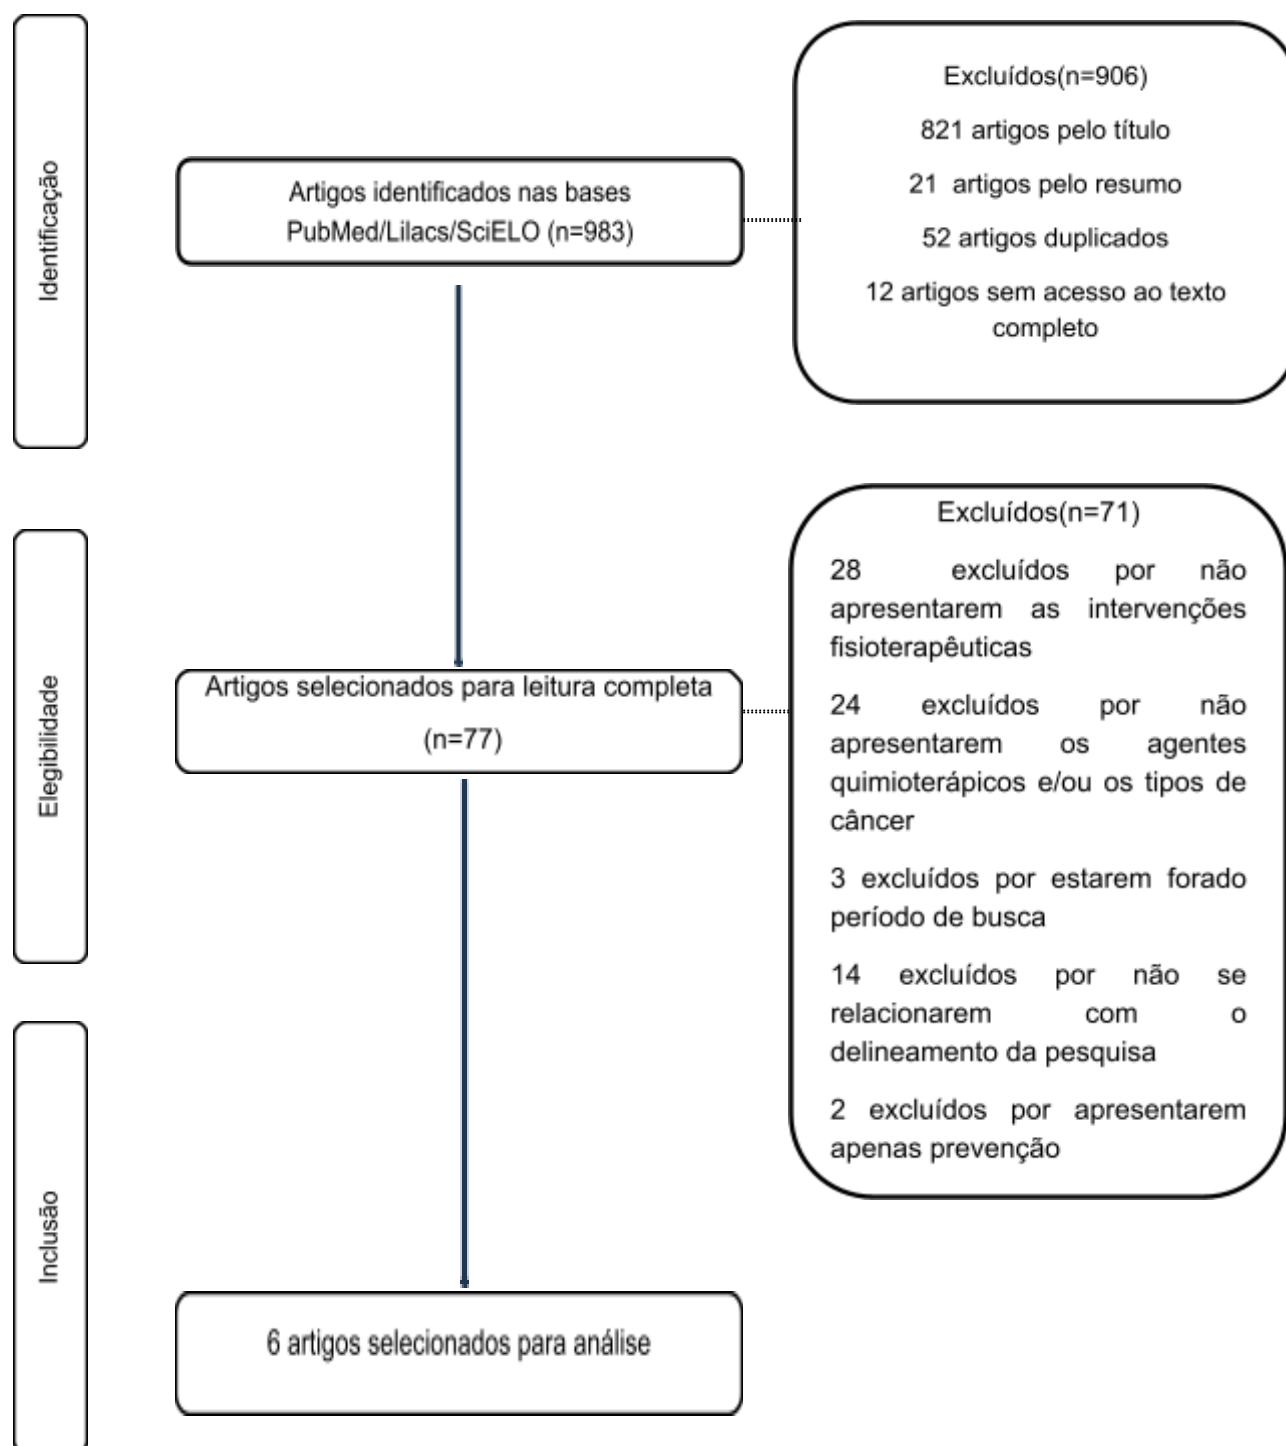 Identificação
Artigos identificados nas bases
PubMed/Lilacs/SciELO (n=983)
Excluídos(n=906)
821 artigos pelo título
21 artigos pelo resumo
52 artigos duplicados
12 artigos sem acesso ao texto
completo
Elegibilidade
Artigos selecionados para leitura completa
(n=77)
Excluídos(n=71)
28 excluídos por não
apresentarem as intervenções
fisioterapêuticas
24 excluídos por não
apresentarem os agentes
quimioterápicos e/ou os tipos de
câncer
3 excluídos por estarem forado
período de busca
14 excluídos por não se
relacionarem com o
delineamento da pesquisa
2 excluídos por apresentarem
apenas prevenção
Inclusão
6 artigos selecionados para análise